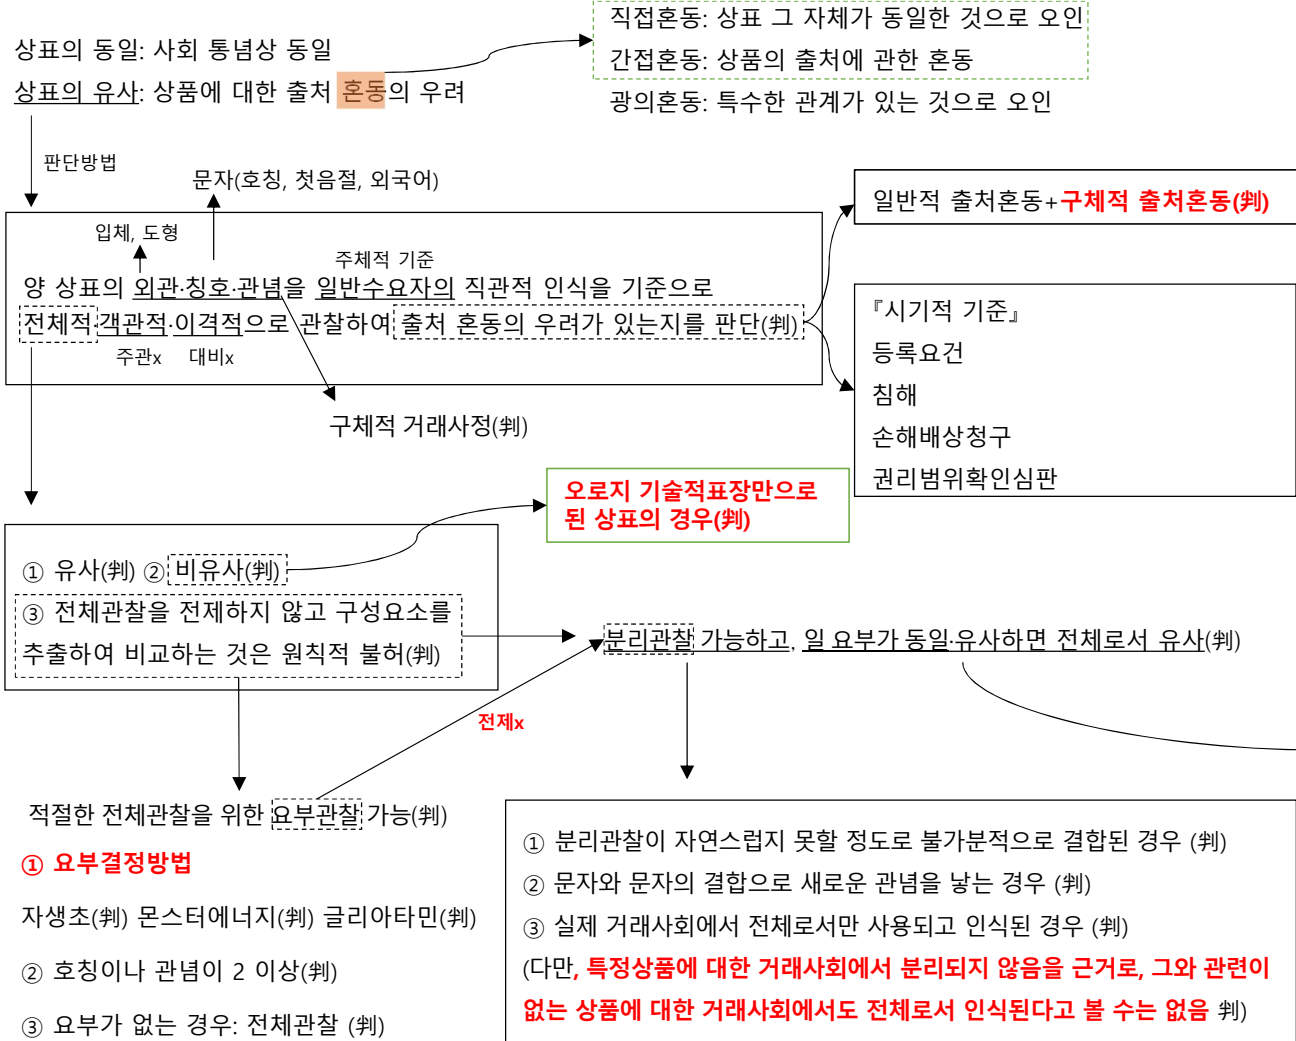 상표의 동일: 사회 통념상 동일
상표의 유사: 상품에 대한 출처 혼동의 우려
직접혼동: 상표 그 자체가 동일한 것으로 오인
간접혼동: 상품의 출처에 관한 혼동
광의혼동: 특수한 관계가 있는 것으로 오인
판단방법
문자(호칭, 첫음절, 외국어)
입체, 도형
주체적 기준
양 상표의 외관·칭호·관념을 일반수요자의 직관적 인식을 기준으로
전체적·객관적·이격적으로 관찰하여 출처 혼동의 우려가 있는지를 판단(判)
주관x 대비x
구체적 거래사정(判)
일반적 출처혼동+구체적 출처혼동(判)
『시기적 기준』
등록요건
침해
손해배상청구
권리범위확인심판
오로지 기술적표장만으로
된 상표의 경우(判)
① 유사(判) ② 비유사(判)
③ 전체관찰을 전제하지 않고 구성요소를
추출하여 비교하는 것은 원칙적 불허(判)
분리관찰 가능하고, 일 요부가 동일·유사하면 전체로서 유사(判)
전제x
적절한 전체관찰을 위한 요부관찰 가능(判)
① 요부결정방법
자생초(判) 몬스터에너지(判) 글리아타민(判)
② 호칭이나 관념이 2 이상(判)
③ 요부가 없는 경우: 전체관찰 (判)
① 분리관찰이 자연스럽지 못할 정도로 불가분적으로 결합된 경우 (判)
② 문자와 문자의 결합으로 새로운 관념을 낳는 경우 (判)
③ 실제 거래사회에서 전체로서만 사용되고 인식된 경우 (判)
(다만, 특정상품에 대한 거래사회에서 분리되지 않음을 근거로, 그와 관련이
없는 상품에 대한 거래사회에서도 전체로서 인식된다고 볼 수는 없음 判)